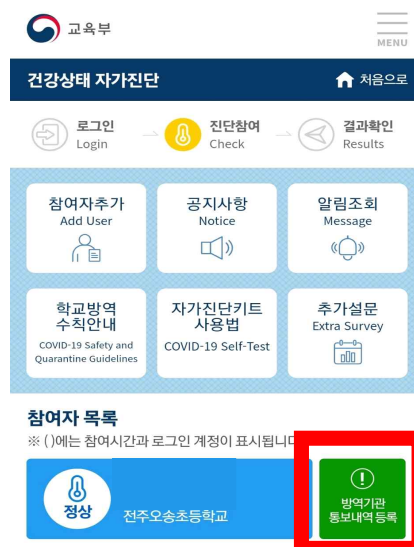 교육부
MENU
건강상태 자가진단
처음으로
로그인
Login
진단참여
Check
결과확인
Results
참여자추가
Add User
공지사항
Notice
알림조회
Message
학교방역
수칙안내
COVID-19 Safety and
Quarantine Guidelines
자가진단키트
사용법
COVID-19 Self-Test
추가설문
Extra Survey
참여자 목록
※ ( )에는 참여시간과 로그인 계정이 표시됩니
정상
전주오송초등학교
방역기관
통보내역 등록